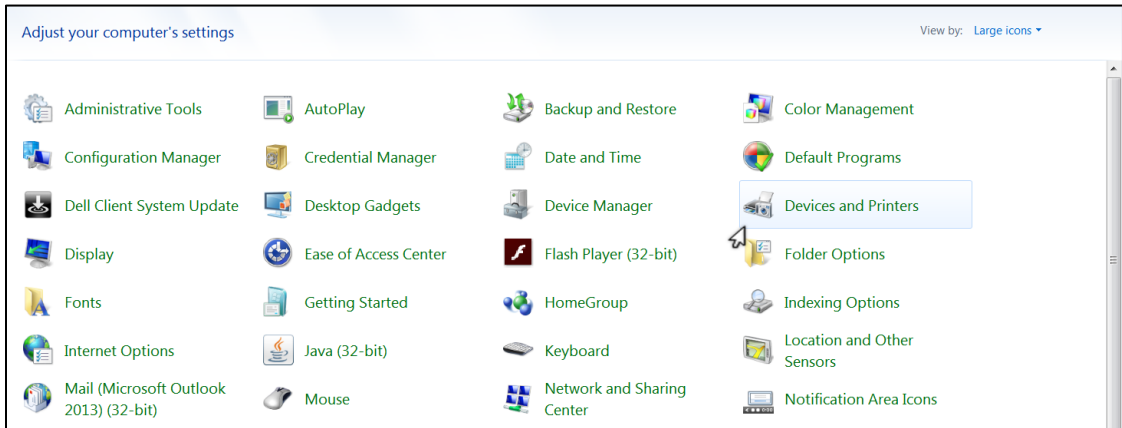 Adjust your computer's settings
View by: Large icons
Administrative Tools
AutoPlay
Backup and Restore
Color Management
Configuration Manager
Credential Manager
Date and Time
Default Programs
Dell Client System Update
Desktop Gadgets
Device Manager
Devices and Printers
Display
Ease of Access Center
Flash Player (32-bit)
Folder Options
Fonts
Getting Started
HomeGroup
Indexing Options
Internet Options
Java (32-bit)
Keyboard
Location and Other
Sensors
Mail (Microsoft Outlook
2013) (32-bit)
Mouse
Network and Sharing
Center
Notification Area Icons